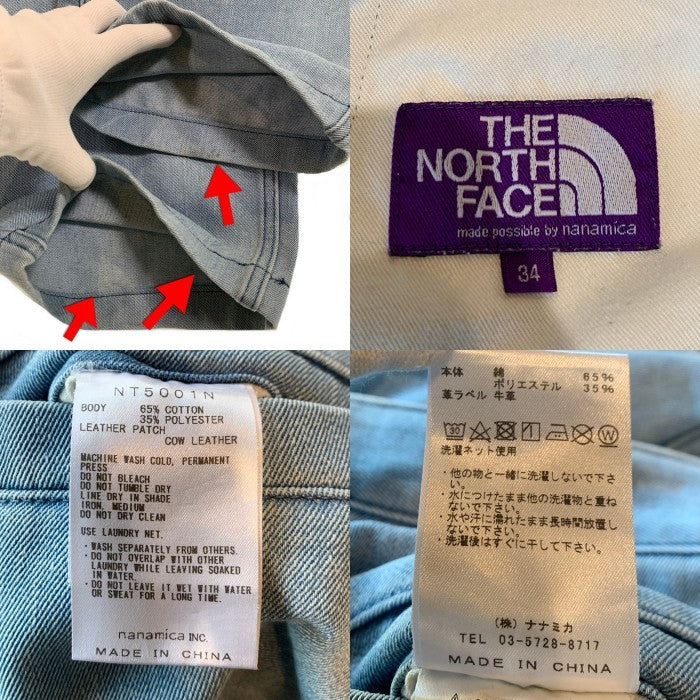 THE
NORTH
FACE
made possible by nanamica
34
NT5001N
BODY 65% COTTON
35% POLYESTER
LEATHER PATCH
COW LEATHER
MACHINE WASH COLD, PERMANENT
PRESS
DO NOT BLEACH
DO NOT TUMBLE DRY
LINE DRY IN SHADE
IRON, MEDIUM
DO NOT DRY CLEAN
USE LAUNDRY NET.
・WASH SEPARATELY FROM OTHERS.
・DO NOT OVERLAP WITH OTHER
LAUNDRY WHILE LEAVING SOAKED
IN WATER.
・DO NOT LEAVE IT WET WITH WATER
OR SWEAT FOR A LONG TIME.
nanamica INC.
MADE IN CHINA
本体 綿 65%
ポリエステル 35%
革ラベル 牛革
30 W
洗濯ネット使用
・他の物と一緒に洗濯しないで下さ
い。
・水につけたまま他の洗濯物と重ね
ないで下さい。
・水や汗に濡れたまま長時間放置し
ないで下さい。
・洗濯後はすぐに干して下さい。
(株) ナナミカ
TEL 03-5728-8717
MADE IN CHINA